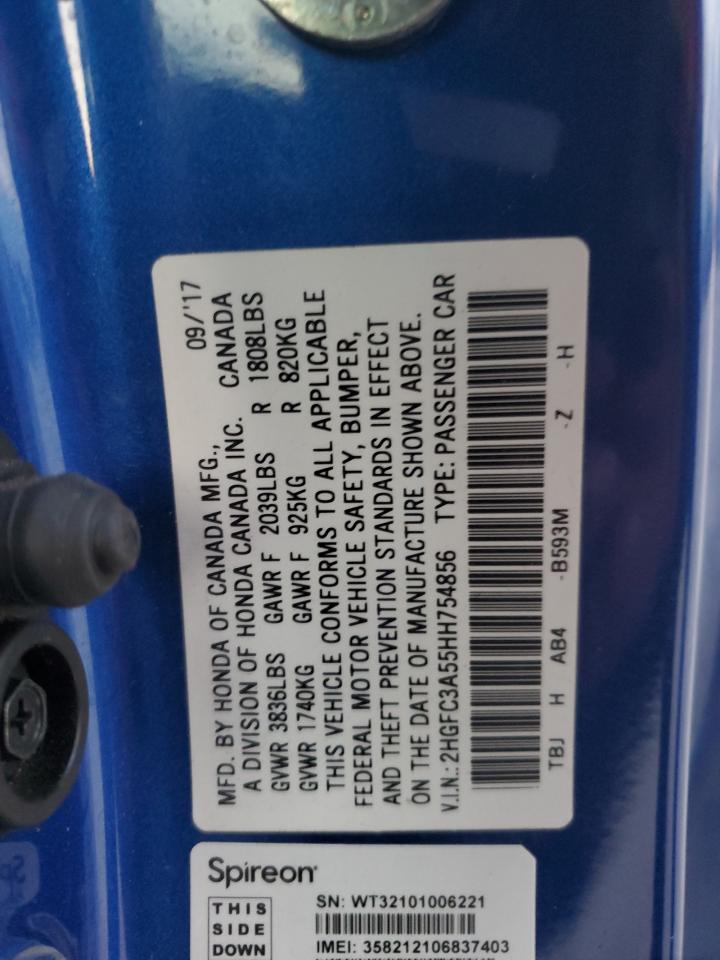 09/'17
MFD. BY HONDA OF CANADA MFG.,
A DIVISION OF HONDA CANADA INC. CANADA
GVWR 3836LBS GAWR F 2039LBS R 1808LBS
GVWR 1740KG GAWR F 925KG R 820KG
THIS VEHICLE CONFORMS TO ALL APPLICABLE
FEDERAL MOTOR VEHICLE SAFETY, BUMPER,
AND THEFT PREVENTION STANDARDS IN EFFECT
ON THE DATE OF MANUFACTURE SHOWN ABOVE.
V.I.N.: 2HGFC3A55HH754856 TYPE: PASSENGER CAR
TBJ H AB4 -B593M -Z -H
Spireon
THIS
SIDE
DOWN
SN: WT32101006221
IMEI: 358212106837403